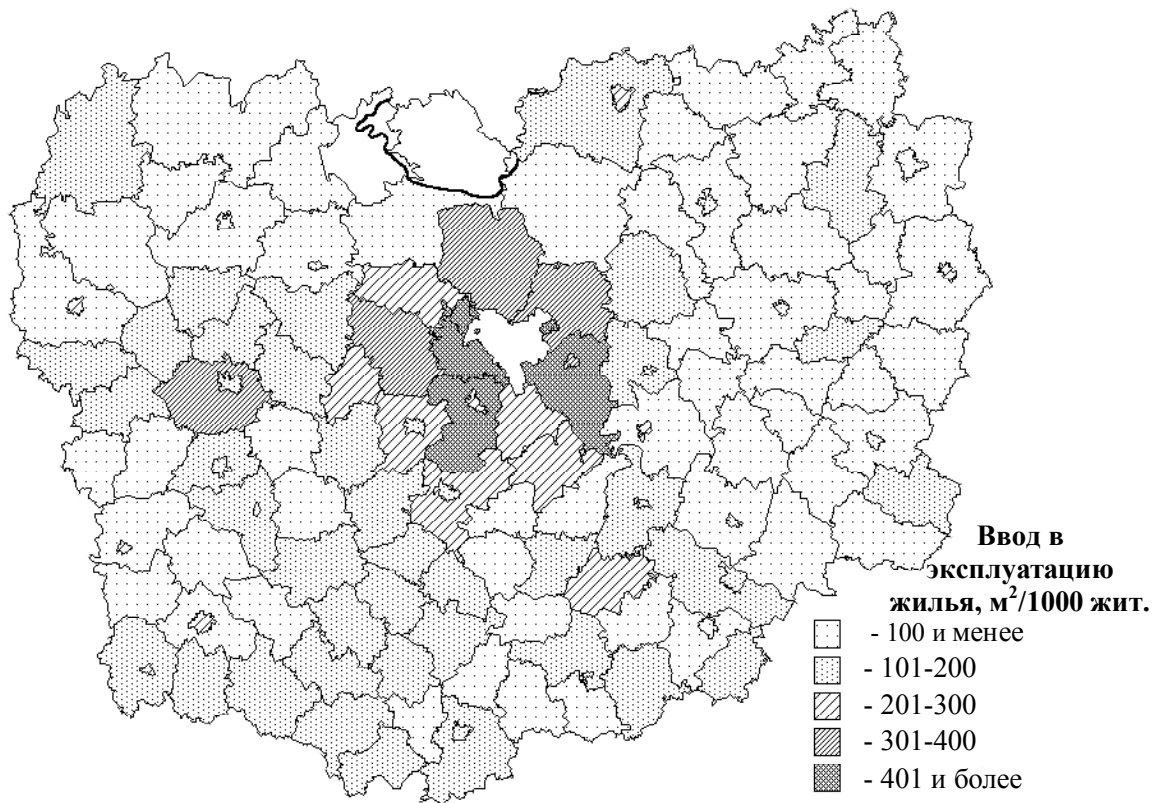 Ввод в
эксплуатацию
жилья, м²/1000 жит.
- 100 и менее
- 101-200
- 201-300
- 301-400
- 401 и более